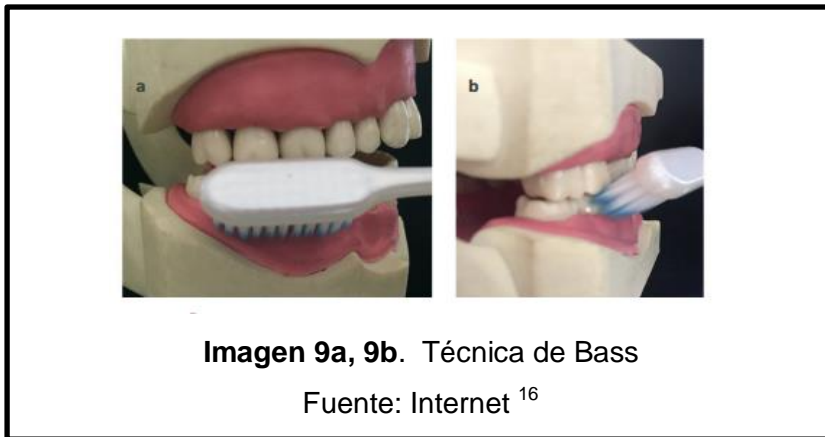 a
b
Imagen 9a, 9b. Técnica de Bass
Fuente: Internet 16